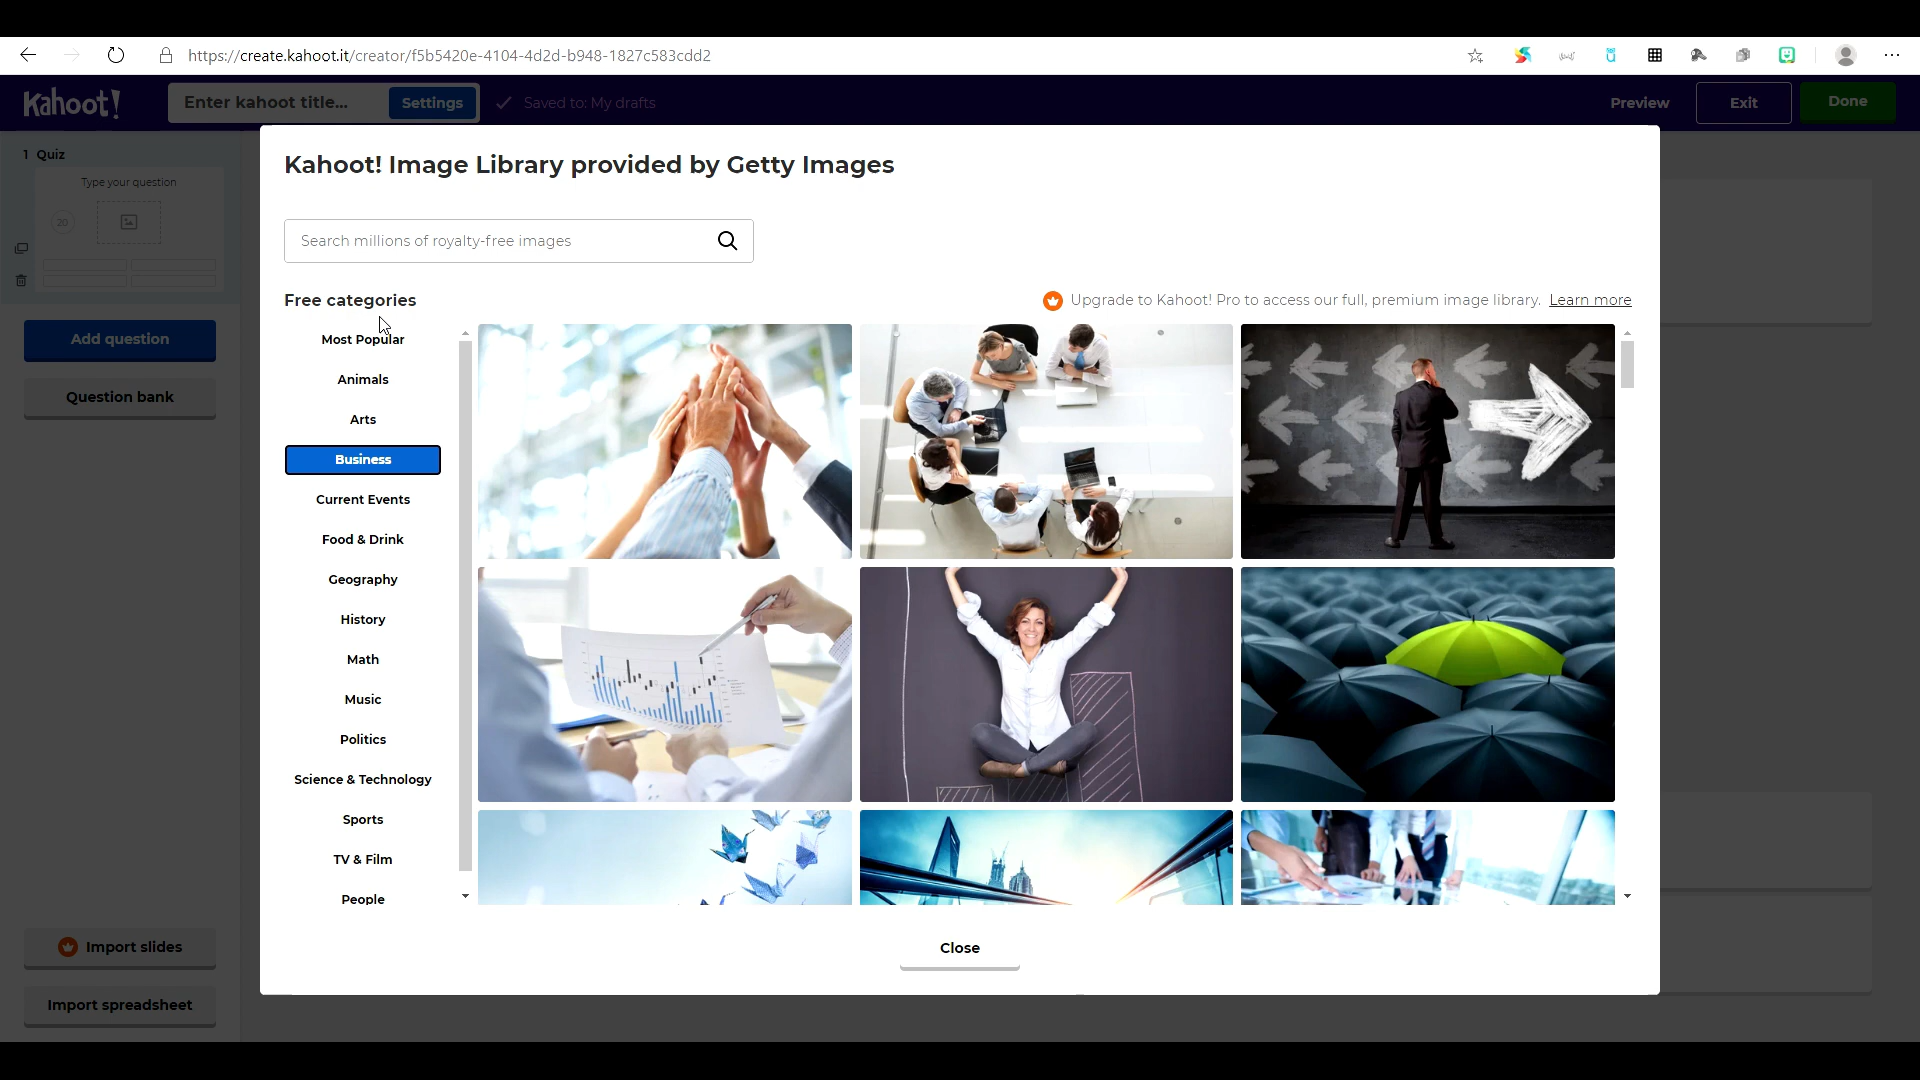 https://create.kahoot.it/creator/f5b5420e-4104-4d2d-b948-1827c583cdd2
Kahoot!
Enter kahoot title...
Settings
Saved to: My drafts
Preview
Exit
Done
1 Quiz
Type your question
20
Add question
Question bank
Import slides
Import spreadsheet
Kahoot! Image Library provided by Getty Images
Search millions of royalty-free images
Free categories
Upgrade to Kahoot! Pro to access our full, premium image library. Learn more
Most Popular
Animals
Arts
Business
Current Events
Food & Drink
Geography
History
Math
Music
Politics
Science & Technology
Sports
TV & Film
People
Close